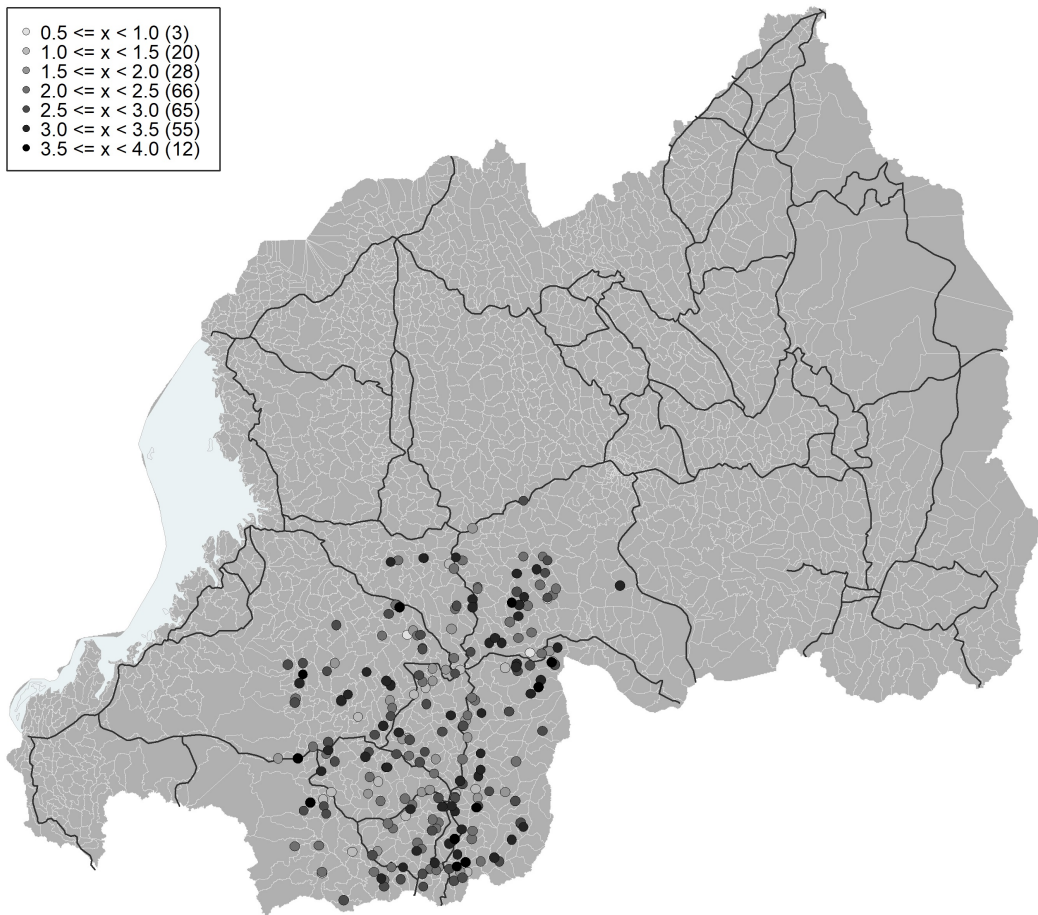 0.5 <= x < 1.0 (3)
1.0 <= x < 1.5 (20)
1.5 <= x < 2.0 (28)
2.0 <= x < 2.5 (66)
2.5 <= x < 3.0 (65)
3.0 <= x < 3.5 (55)
3.5 <= x < 4.0 (12)